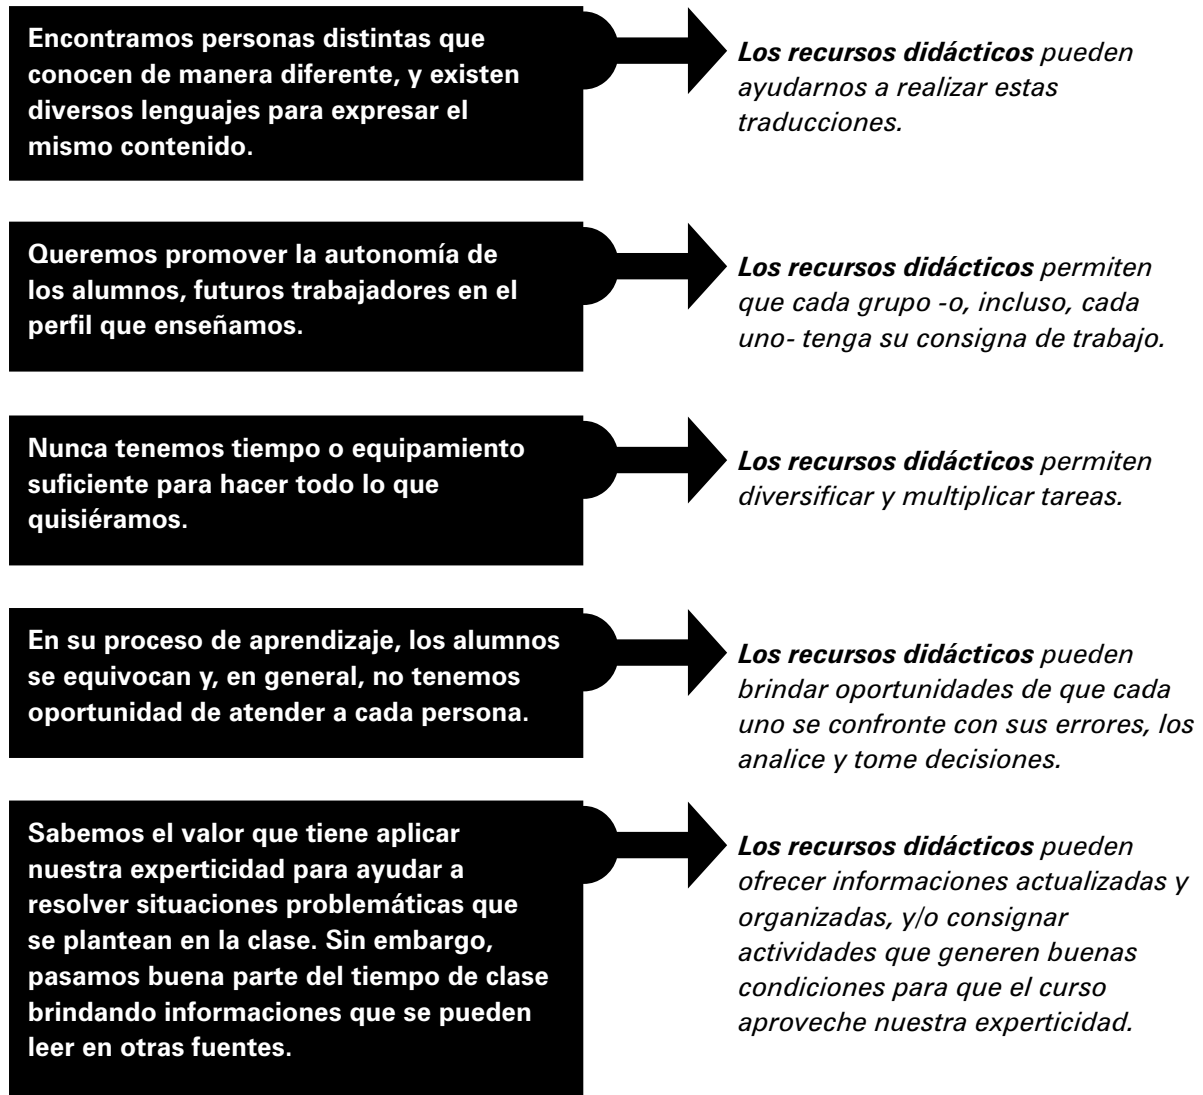 Encontramos personas distintas que
conocen de manera diferente, y existen
diversos lenguajes para expresar el
mismo contenido.
Los recursos didácticos pueden
ayudarnos a realizar estas
traducciones.
Queremos promover la autonomía de
los alumnos, futuros trabajadores en el
perfil que enseñamos.
Los recursos didácticos permiten
que cada grupo -o, incluso, cada
uno- tenga su consigna de trabajo.
Nunca tenemos tiempo o equipamiento
suficiente para hacer todo lo que
quisiéramos.
Los recursos didácticos permiten
diversificar y multiplicar tareas.
En su proceso de aprendizaje, los alumnos
se equivocan y, en general, no tenemos
oportunidad de atender a cada persona.
Los recursos didácticos pueden
brindar oportunidades de que cada
uno se confronte con sus errores, los
analice y tome decisiones.
Sabemos el valor que tiene aplicar
nuestra experticidad para ayudar a
resolver situaciones problemáticas que
se plantean en la clase. Sin embargo,
pasamos buena parte del tiempo de clase
brindando informaciones que se pueden
leer en otras fuentes.
Los recursos didácticos pueden
ofrecer informaciones actualizadas y
organizadas, y/o consignar
actividades que generen buenas
condiciones para que el curso
aproveche nuestra experticidad.